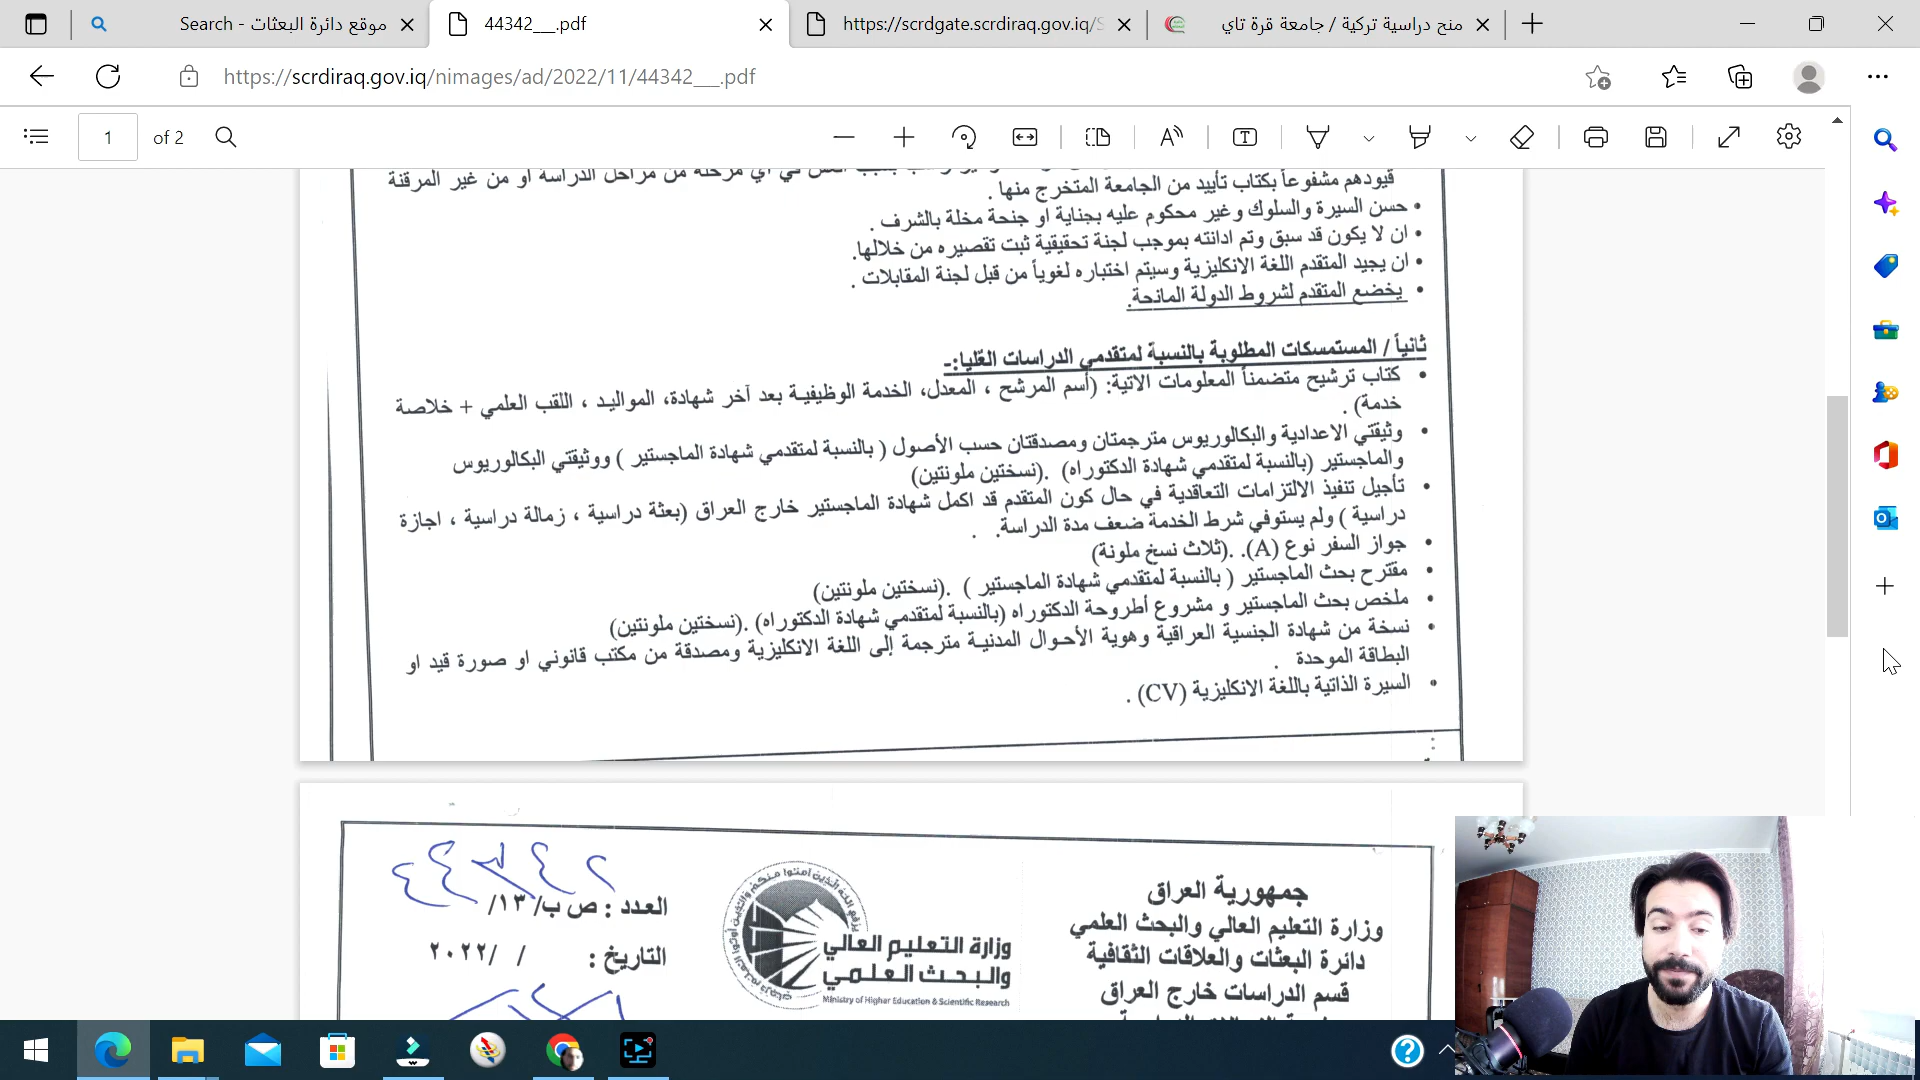 موقع دائرة البعثات - Search
44342___.pdf
https://scrdgate.scrdiraq.gov.iq/S
منح دراسية تركية / جامعة قرة تاي
https://scrdiraq.gov.iq/nimages/ad/2022/11/44342___.pdf
1 of 2
في أي مرحلة من مراحل الدراسة او من غير المرقنة
قيودهم مشفوعاً بكتاب تأييد من الجامعة المتخرج منها .
• حسن السيرة والسلوك وغير محكوم عليه بجناية او جنحة مخلة بالشرف .
• ان لا يكون قد سبق وتم ادانته بموجب لجنة تحقيقية ثبت تقصيره من خلالها.
• ان يجيد المتقدم اللغة الانكليزية وسيتم اختباره لغوياً من قبل لجنة المقابلات .
• يخضع المتقدم لشروط الدولة المانحة.
ثانياً / المستمسكات المطلوبة بالنسبة لمتقدمي الدراسات العليا:-
• كتاب ترشيح متضمناً المعلومات الاتية: (أسم المرشح ، المعدل، الخدمة الوظيفية بعد آخر شهادة، المواليد ، اللقب العلمي + خلاصة
خدمة) .
• وثيقتي الاعدادية والبكالوريوس مترجمتان ومصدقتان حسب الأصول ( بالنسبة لمتقدمي شهادة الماجستير ) ووثيقتي البكالوريوس
والماجستير (بالنسبة لمتقدمي شهادة الدكتوراه) .(نسختين ملونتين)
• تأجيل تنفيذ الالتزامات التعاقدية في حال كون المتقدم قد اكمل شهادة الماجستير خارج العراق (بعثة دراسية ، زمالة دراسية ، اجازة
دراسية ) ولم يستوفي شرط الخدمة ضعف مدة الدراسة. .
• جواز السفر نوع (A). .(ثلاث نسخ ملونة)
• مقترح بحث الماجستير ( بالنسبة لمتقدمي شهادة الماجستير ) .(نسختين ملونتين)
• ملخص بحث الماجستير و مشروع أطروحة الدكتوراه (بالنسبة لمتقدمي شهادة الدكتوراه) .(نسختين ملونتين)
• نسخة من شهادة الجنسية العراقية وهوية الأحوال المدنية مترجمة إلى اللغة الانكليزية ومصدقة من مكتب قانوني او صورة قيد او
البطاقة الموحدة .
• السيرة الذاتية باللغة الانكليزية (CV) .
جمهورية العراق
وزارة التعليم العالي والبحث العلمي
دائرة البعثات والعلاقات الثقافية
قسم الدراسات خارج العراق
وزارة التعليم العالي
والبحث العلمي
Ministry of Higher Education & Scientific Research
العدد : ص ب/ ١٣/
٤٤٣٤٢
التاريخ : / /٢٠٢٢